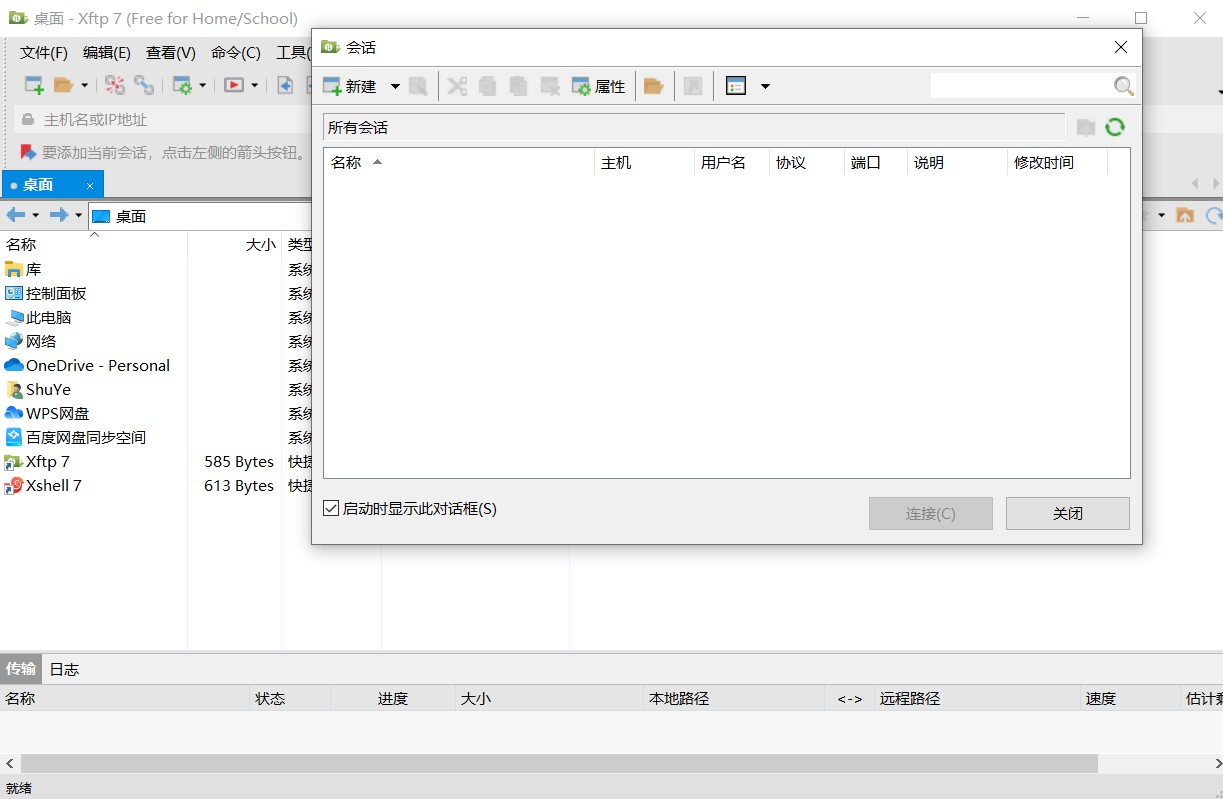 桌面 - Xftp 7 (Free for Home/School)
文件(F) 编辑(E) 查看(V) 命令(C) 工具(
主机名或IP地址
要添加当前会话，点击左侧的箭头按钮。
桌面
桌面
名称 大小 类型
库 系统
控制面板 系统
此电脑 系统
网络 系统
OneDrive - Personal 系统
ShuYe 系统
WPS网盘 系统
百度网盘同步空间 系统
Xftp 7 585 Bytes 快捷
Xshell 7 613 Bytes 快捷
会话
新建 属性
所有会话
名称 主机 用户名 协议 端口 说明 修改时间
启动时显示此对话框(S) 连接(C) 关闭
传输 日志
名称 状态 进度 大小 本地路径 <-> 远程路径 速度 估计剩
就绪